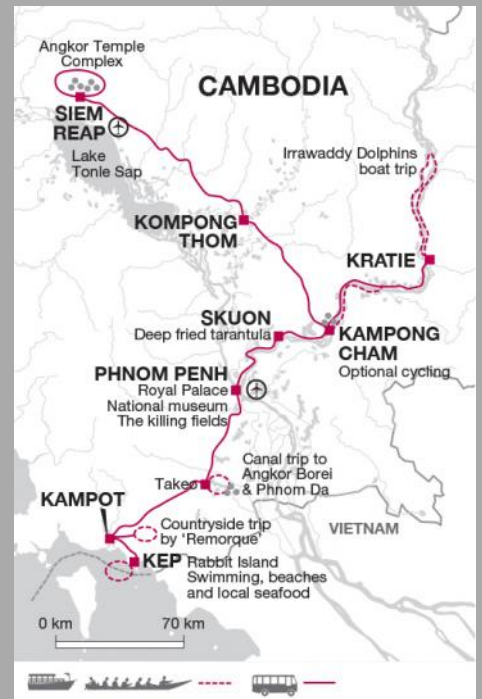 Angkor Temple
Complex
CAMBODIA
SIEM
REAP
Lake
Tonle Sap
Irrawaddy Dolphins
boat trip
KOMPONG
THOM
KRATIE
SKUON
Deep fried tarantula
KAMPONG
CHAM
Optional cycling
PHNOM PENH
Royal Palace
National museum
The killing fields
Takeo
Canal trip to
Angkor Borei
& Phnom Da
KAMPOT
Countryside trip
by ‘Remorque’
VIETNAM
KEP
Rabbit Island
Swimming, beaches
and local seafood
0 km 70 km